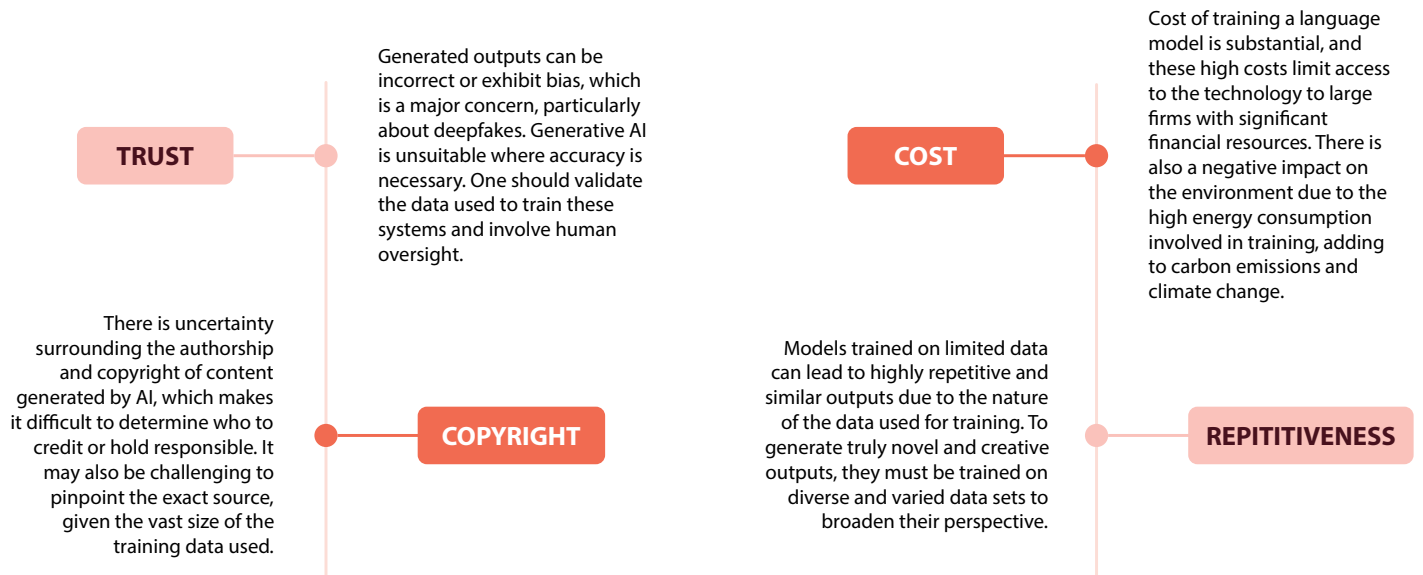 TRUST
Generated outputs can be
incorrect or exhibit bias, which
is a major concern, particularly
about deepfakes. Generative AI
is unsuitable where accuracy is
necessary. One should validate
the data used to train these
systems and involve human
oversight.
There is uncertainty
surrounding the authorship
and copyright of content
generated by AI, which makes
it difficult to determine who to
credit or hold responsible. It
may also be challenging to
pinpoint the exact source,
given the vast size of the
training data used.
COPYRIGHT
COST
Cost of training a language
model is substantial, and
these high costs limit access
to the technology to large
firms with significant
financial resources. There is
also a negative impact on
the environment due to the
high energy consumption
involved in training, adding
to carbon emissions and
climate change.
Models trained on limited data
can lead to highly repetitive and
similar outputs due to the nature
of the data used for training. To
generate truly novel and creative
outputs, they must be trained on
diverse and varied data sets to
broaden their perspective.
REPITITIVENESS